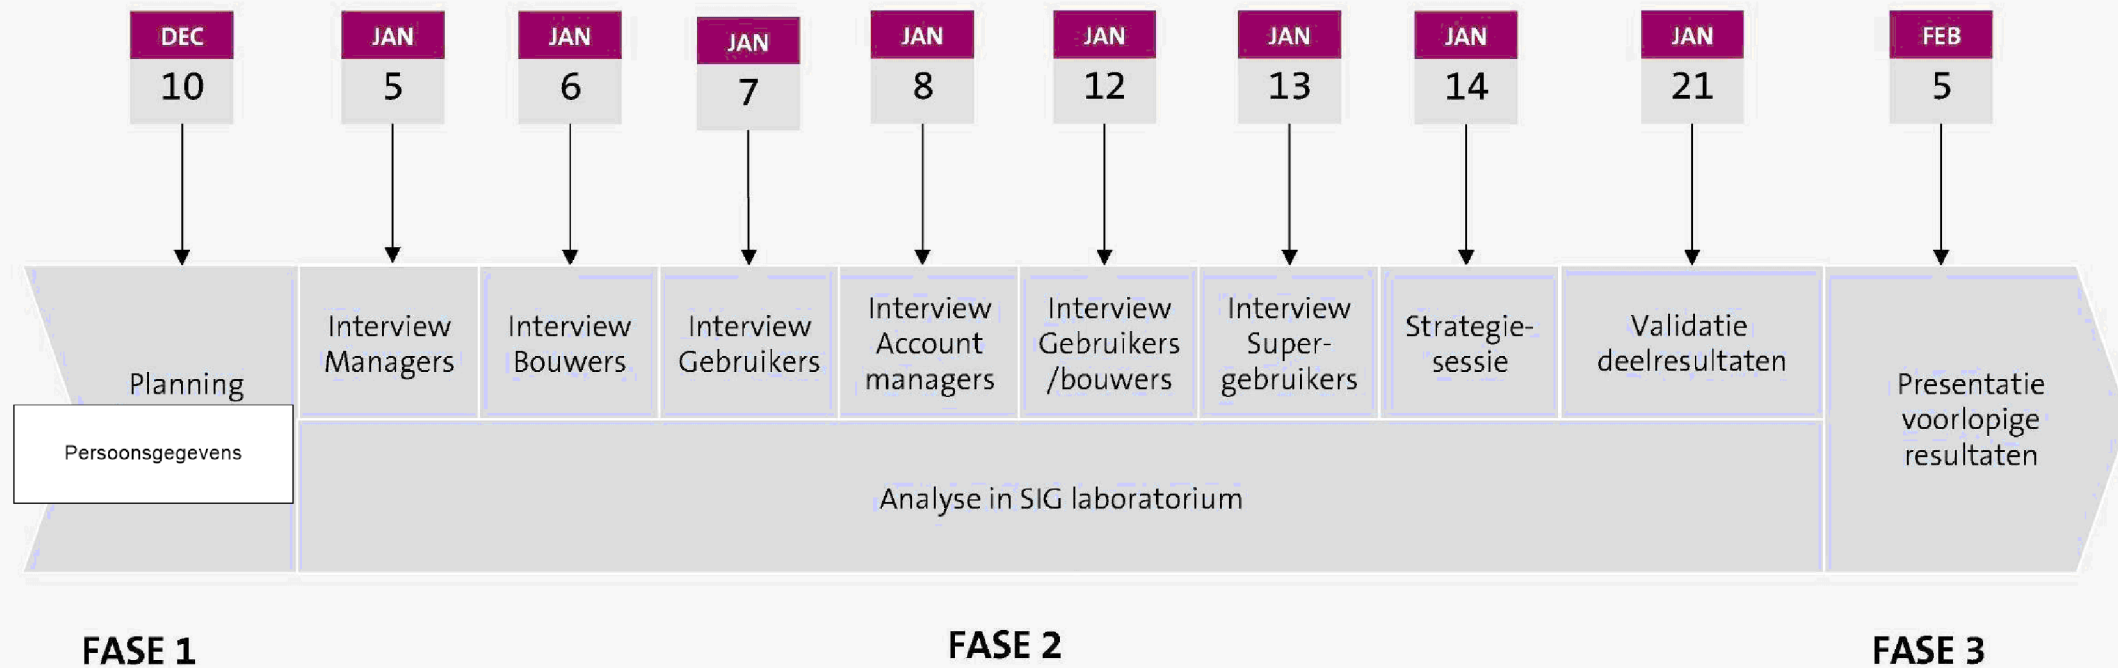 DEC
10
JAN
5
JAN
6
JAN
7
JAN
8
JAN
12
JAN
13
JAN
14
JAN
21
FEB
5
Planning
Persoonsgegevens
Interview
Managers
Interview
Bouwers
Interview
Gebruikers
Interview
Account
managers
Interview
Gebruikers
/bouwers
Interview
Super-
gebruikers
Strategie-
sessie
Validatie
deelresultaten
Analyse in SIG laboratorium
Presentatie
voorlopige
resultaten
FASE 1
FASE 2
FASE 3